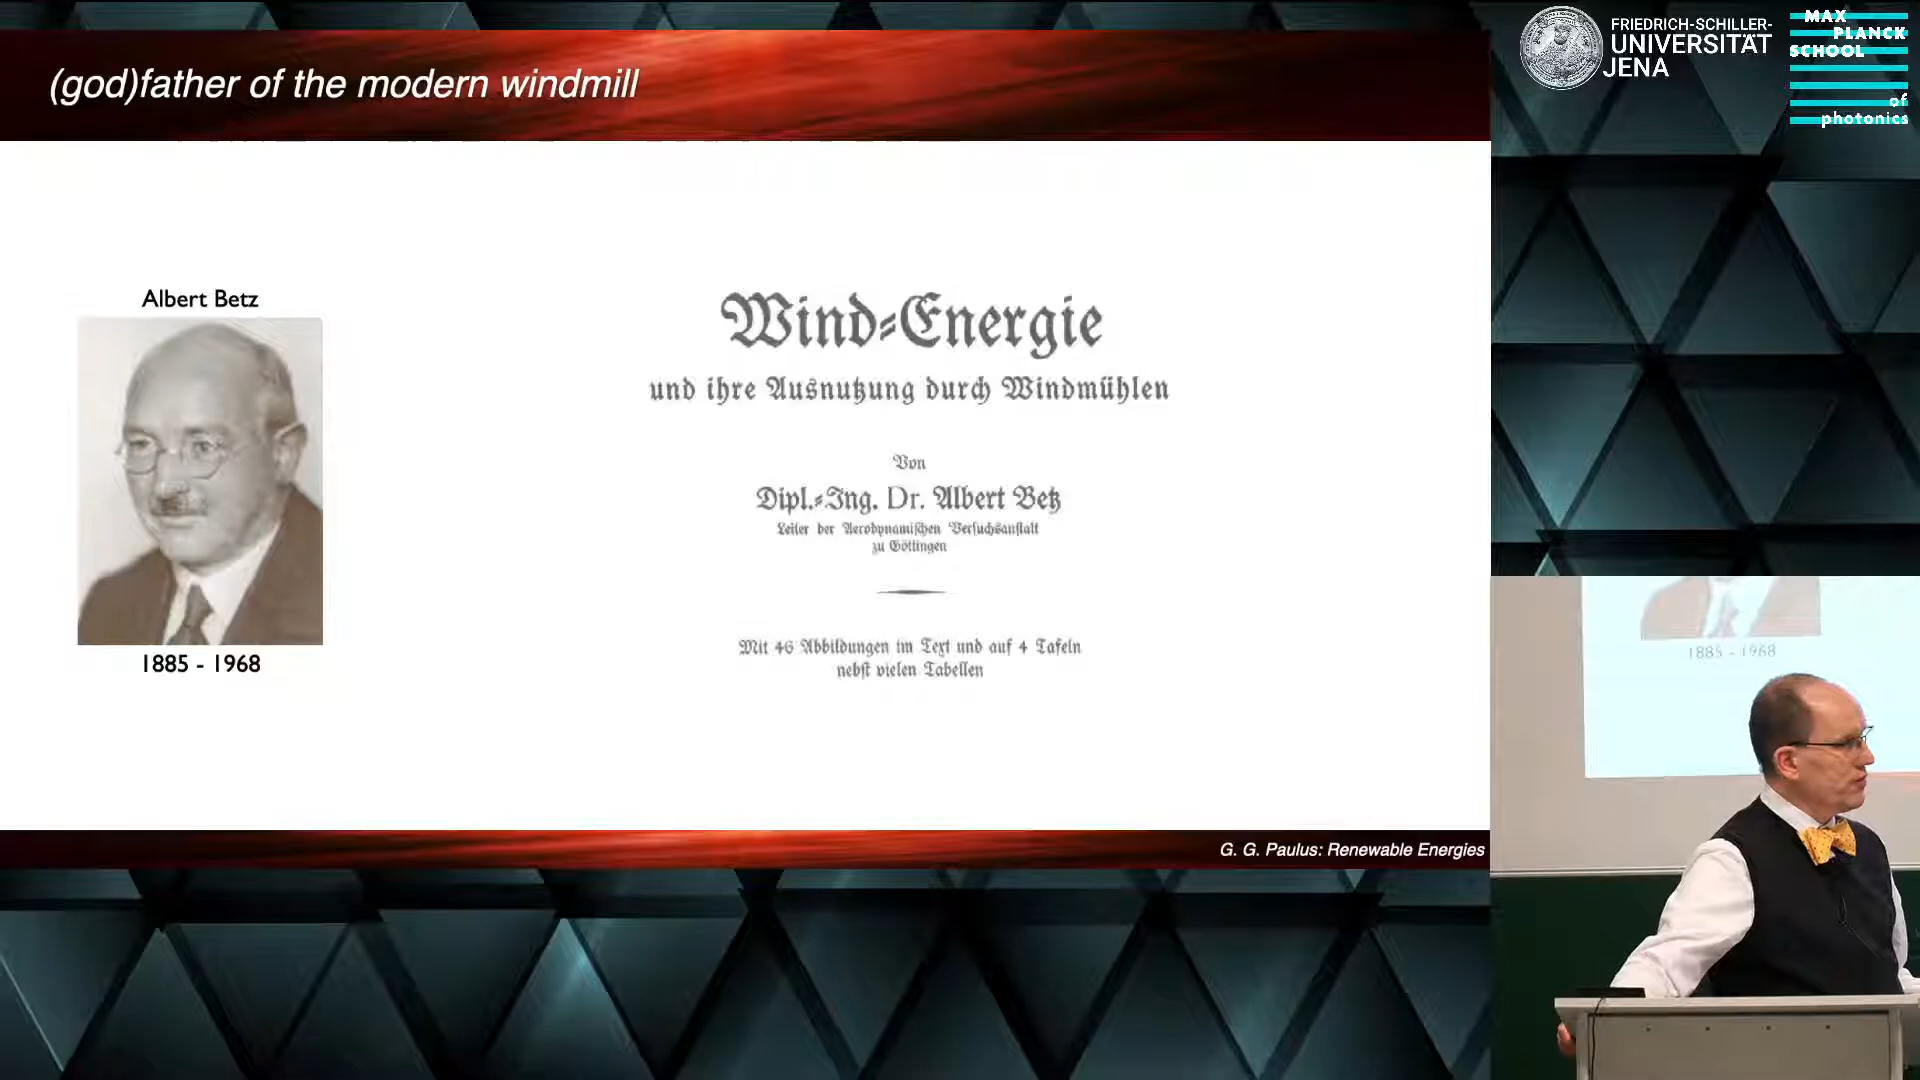 (god)father of the modern windmill
FRIEDRICH-SCHILLER-
UNIVERSITÄT
JENA
MAX
PLANCK
SCHOOL
of
photonics
Albert Betz
1885 - 1968
Wind-Energie
und ihre Ausnutzung durch Windmühlen
Von
Dipl.-Ing. Dr. Albert Betz
Leiter der Aerodynamischen Versuchsanstalt
zu Göttingen
Mit 46 Abbildungen im Text und auf 4 Tafeln
nebst vielen Tabellen
1885 - 1968
G. G. Paulus: Renewable Energies